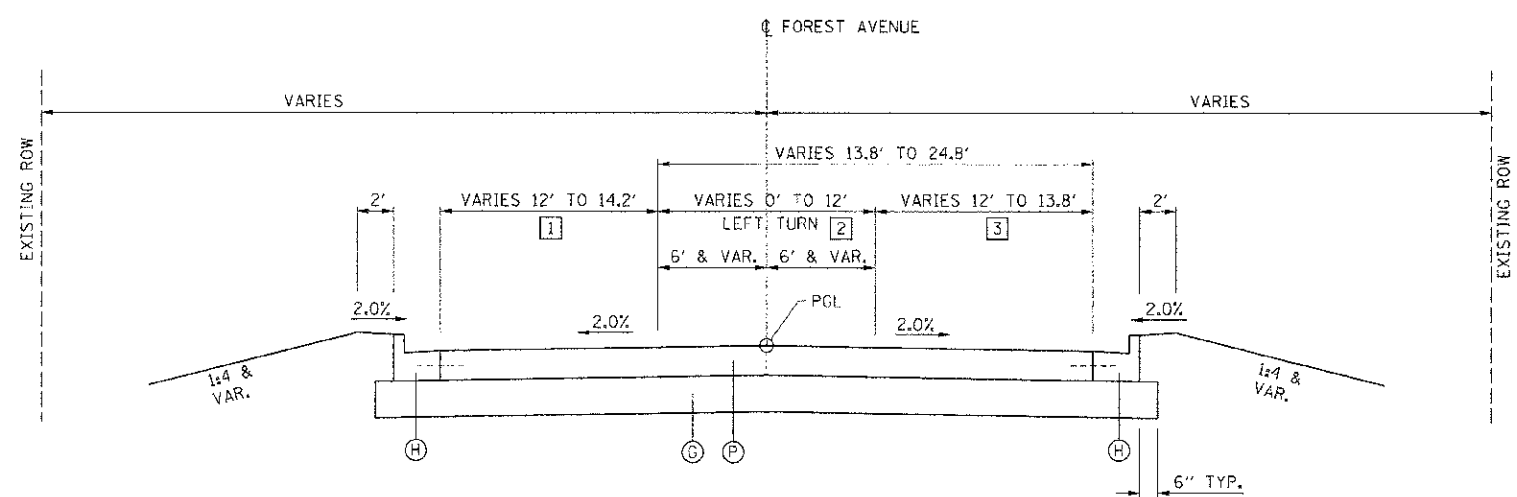 ℄ FOREST AVENUE
VARIES
VARIES
EXISTING ROW
EXISTING ROW
VARIES 13.8' TO 24.8'
2'
VARIES 12' TO 14.2'
VARIES 0' TO 12'
VARIES 12' TO 13.8'
2'
1
LEFT TURN 2
3
6' & VAR.
6' & VAR.
PGL
2.0%
2.0%
2.0%
2.0%
1:4 &
VAR.
1:4 &
VAR.
H
G
P
H
6" TYP.